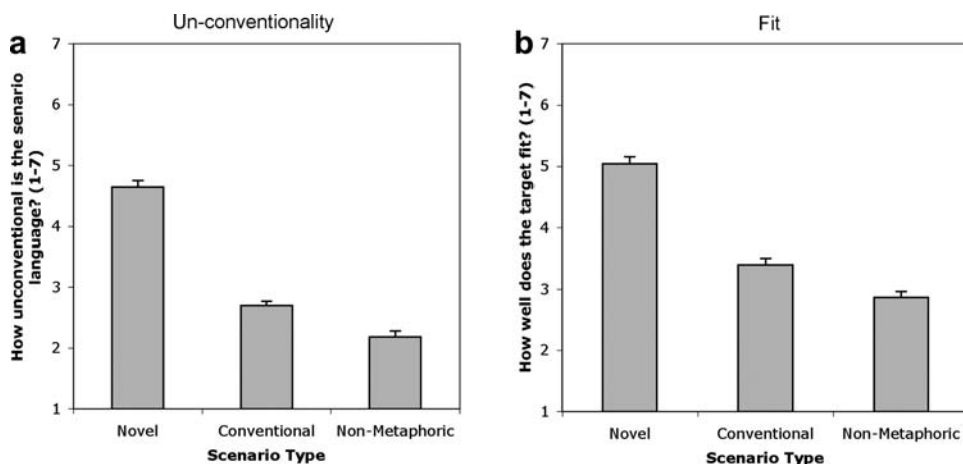 Un-conventionality
a
How unconventional is the senario
language? (1-7)
7
6
5
4
3
2
1
Novel Conventional Non-Metaphoric
Scenario Type
Fit
b
How well does the target fit? (1-7)
7
6
5
4
3
2
1
Novel Conventional Non-Metaphoric
Scenario Type